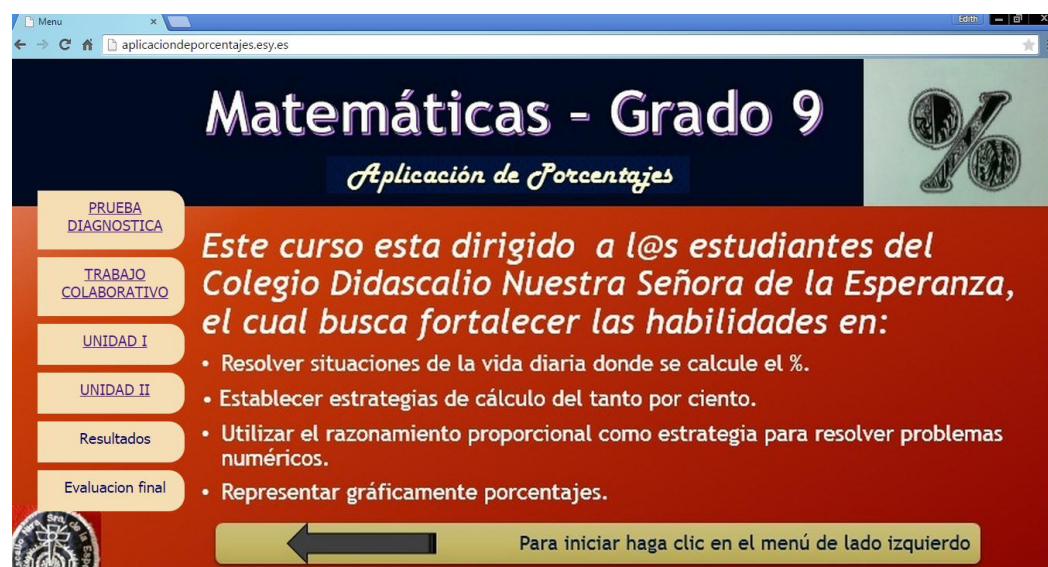 Menu
Edith
aplicaciondeporcentajes.esy.es
Matemáticas - Grado 9
Aplicación de Porcentajes
%
PRUEBA
DIAGNOSTICA
TRABAJO
COLABORATIVO
UNIDAD I
UNIDAD II
Resultados
Evaluacion final
Este curso esta dirigido a l@s estudiantes del
Colegio Didascalio Nuestra Señora de la Esperanza,
el cual busca fortalecer las habilidades en:
• Resolver situaciones de la vida diaria donde se calcule el %.
• Establecer estrategias de cálculo del tanto por ciento.
• Utilizar el razonamiento proporcional como estrategia para resolver problemas
numéricos.
• Representar gráficamente porcentajes.
Para iniciar haga clic en el menú de lado izquierdo
Sra. de la